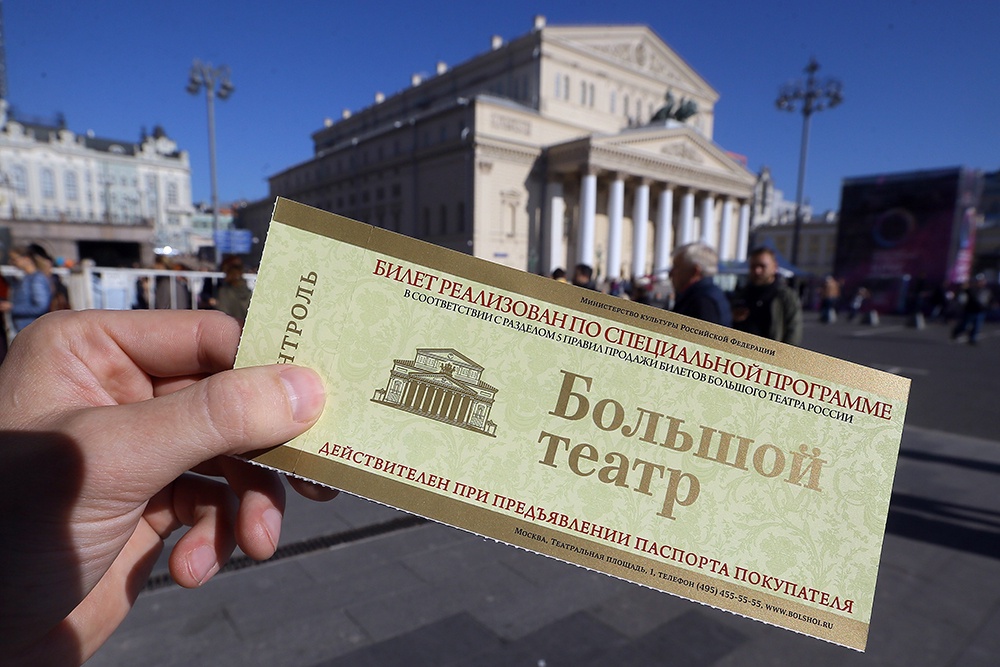 Министерство культуры Российской Федерации
БИЛЕТ РЕАЛИЗОВАН ПО СПЕЦИАЛЬНОЙ ПРОГРАММЕ
В СООТВЕТСТВИИ С РАЗДЕЛОМ 5 ПРАВИЛ ПРОДАЖИ БИЛЕТОВ БОЛЬШОГО ТЕАТРА РОССИИ
НТРОЛЬ
Большой
театр
ДЕЙСТВИТЕЛЕН ПРИ ПРЕДЪЯВЛЕНИИ ПАСПОРТА ПОКУПАТЕЛЯ
Москва, Театральная площадь, 1, телефон (495) 455-55-55, www.bolshoi.ru